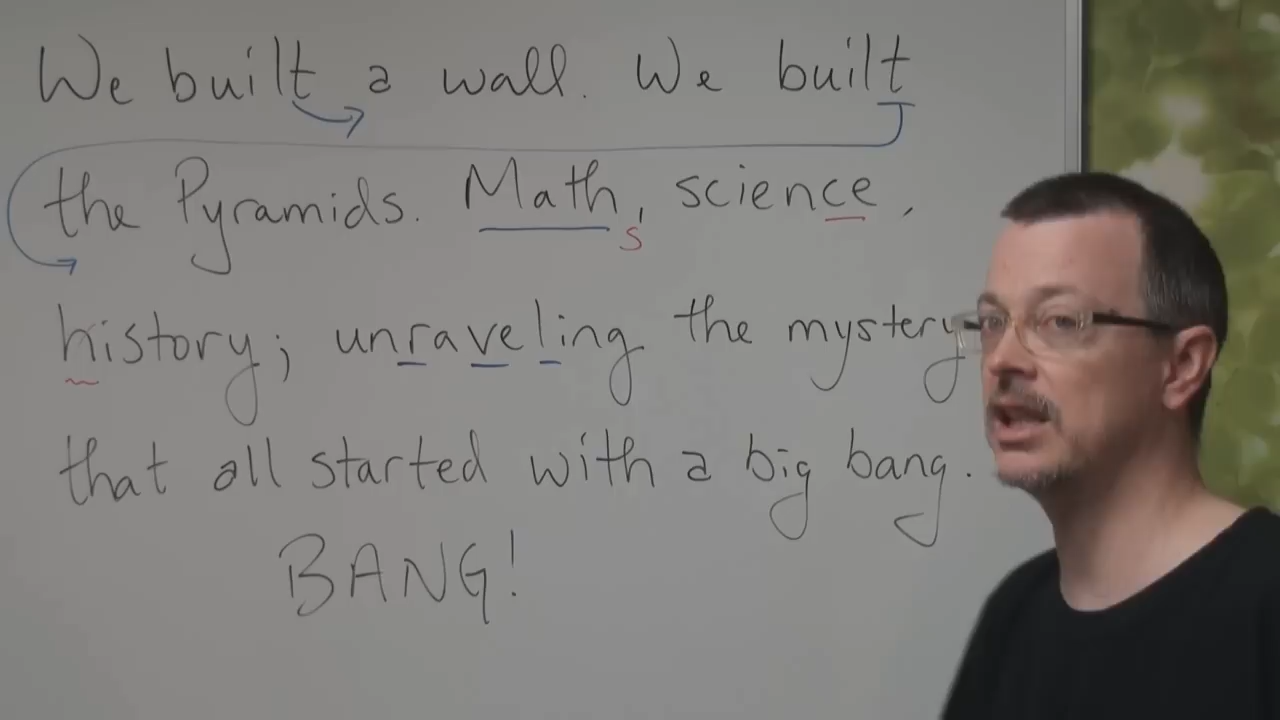 We built a wall. We built
the Pyramids. Math, science,
s
history; unraveling the mystery
that all started with a big bang.
BANG!